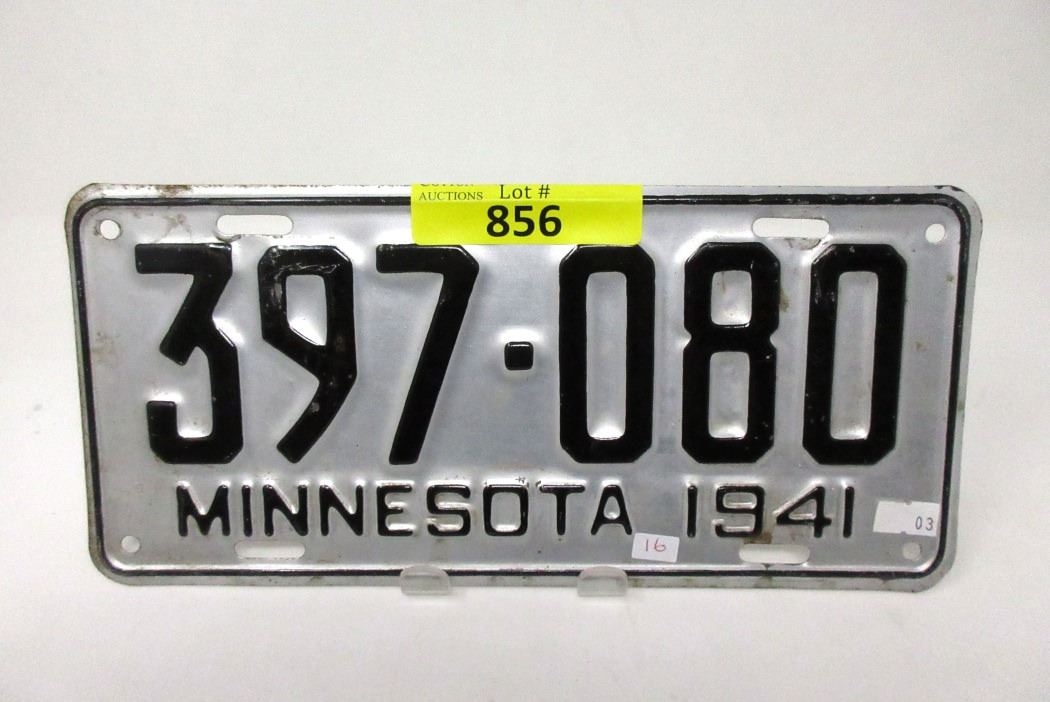 AUCTIONS Lot #
856
397·080
MINNESOTA 1941
16
03